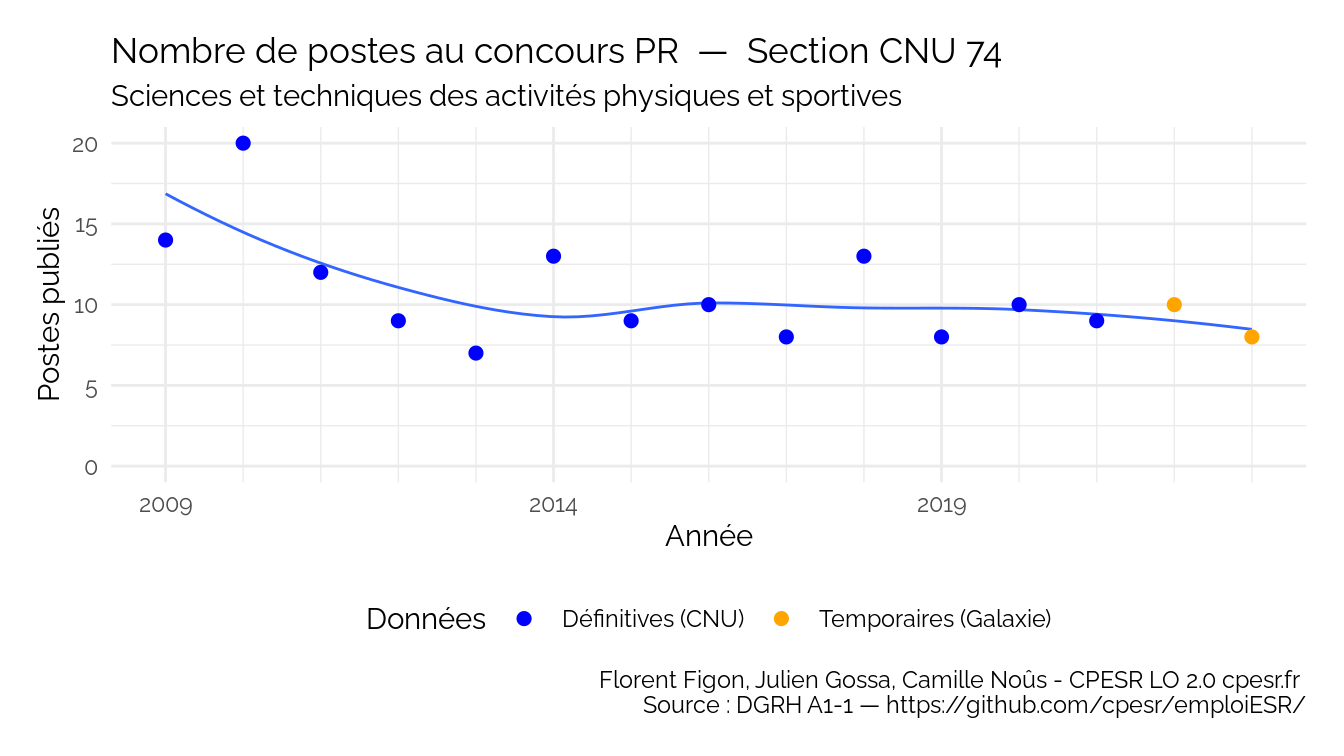 Nombre de postes au concours PR — Section CNU 74
Sciences et techniques des activités physiques et sportives
Postes publiés
20
15
10
5
0
2009 2014 2019
Année
Données Définitives (CNU) Temporaires (Galaxie)
Florent Figon, Julien Gossa, Camille Noûs - CPESR LO 2.0 cpesr.fr
Source : DGRH A1-1 — https://github.com/cpesr/emploiESR/